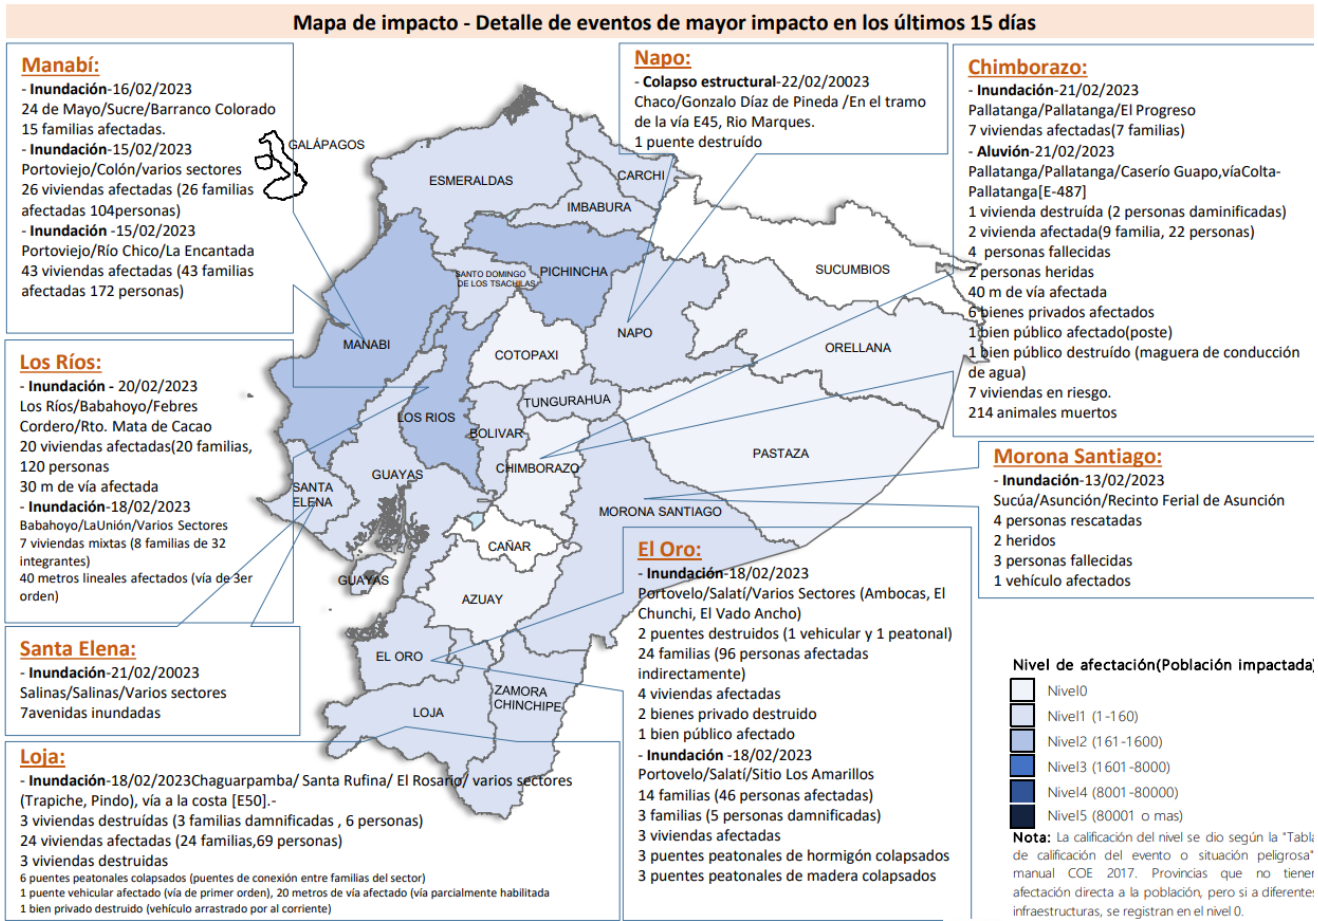 Mapa de impacto - Detalle de eventos de mayor impacto en los últimos 15 días
Manabí:
- Inundación-16/02/2023
24 de Mayo/Sucre/Barranco Colorado
15 familias afectadas.
- Inundación-15/02/2023
Portoviejo/Colón/varios sectores
26 viviendas afectadas (26 familias
afectadas 104personas)
- Inundación -15/02/2023
Portoviejo/Río Chico/La Encantada
43 viviendas afectadas (43 familias
afectadas 172 personas)
Los Ríos:
- Inundación - 20/02/2023
Los Ríos/Babahoyo/Febres
Cordero/Rto. Mata de Cacao
20 viviendas afectadas(20 familias,
120 personas
30 m de vía afectada
- Inundación-18/02/2023
Babahoyo/LaUnión/Varios Sectores
7 viviendas mixtas (8 familias de 32
integrantes)
40 metros lineales afectados (vía de 3er
orden)
Santa Elena:
- Inundación-21/02/20023
Salinas/Salinas/Varios sectores
7avenidas inundadas
Loja:
- Inundación-18/02/2023Chaguarpamba/ Santa Rufina/ El Rosario/ varios sectores
(Trapiche, Pindo), vía a la costa [E50].-
3 viviendas destruídas (3 familias damnificadas , 6 personas)
24 viviendas afectadas (24 familias,69 personas)
3 viviendas destruidas
6 puentes peatonales colapsados (puentes de conexión entre familias del sector)
1 puente vehicular afectado (vía de primer orden), 20 metros de vía afectado (vía parcialmente habilitada
1 bien privado destruido (vehículo arrastrado por al corriente)
Napo:
- Colapso estructural-22/02/20023
Chaco/Gonzalo Díaz de Pineda /En el tramo
de la vía E45, Rio Marques.
1 puente destruído
Chimborazo:
- Inundación-21/02/2023
Pallatanga/Pallatanga/El Progreso
7 viviendas afectadas(7 familias)
- Aluvión-21/02/2023
Pallatanga/Pallatanga/Caserío Guapo,víaColta-
Pallatanga[E-487]
1 vivienda destruída (2 personas daminificadas)
2 vivienda afectada(9 familia, 22 personas)
4 personas fallecidas
2 personas heridas
40 m de vía afectada
6 bienes privados afectados
1 bien público afectado(poste)
1 bien público destruído (maguera de conducción
de agua)
7 viviendas en riesgo.
214 animales muertos
Morona Santiago:
- Inundación-13/02/2023
Sucúa/Asunción/Recinto Ferial de Asunción
4 personas rescatadas
2 heridos
3 personas fallecidas
1 vehículo afectados
El Oro:
- Inundación-18/02/2023
Portovelo/Salatí/Varios Sectores (Ambocas, El
Chunchi, El Vado Ancho)
2 puentes destruidos (1 vehicular y 1 peatonal)
24 familias (96 personas afectadas
indirectamente)
4 viviendas afectadas
2 bienes privado destruido
1 bien público afectado
- Inundación -18/02/2023
Portovelo/Salatí/Sitio Los Amarillos
14 familias (46 personas afectadas)
3 familias (5 personas damnificadas)
3 viviendas afectadas
3 puentes peatonales de hormigón colapsados
3 puentes peatonales de madera colapsados
GALÁPAGOS
ESMERALDAS
CARCHI
IMBABURA
SANTO DOMINGO
DE LOS TSACHILAS
PICHINCHA
SUCUMBIOS
NAPO
ORELLANA
MANABI
COTOPAXI
TUNGURAHUA
LOS RIOS
BOLIVAR
PASTAZA
CHIMBORAZO
GUAYAS
SANTA
ELENA
MORONA SANTIAGO
CAÑAR
GUAYAS
AZUAY
EL ORO
ZAMORA
CHINCHIPE
LOJA
Nivel de afectación(Población impactada)
Nivel0
Nivel1 (1-160)
Nivel2 (161-1600)
Nivel3 (1601-8000)
Nivel4 (8001-80000)
Nivel5 (80001 o mas)
Nota: La calificación del nivel se dio según la "Tabla
de calificación del evento o situación peligrosa"
manual COE 2017. Provincias que no tienen
afectación directa a la población, pero si a diferentes
infraestructuras, se registran en el nivel 0.